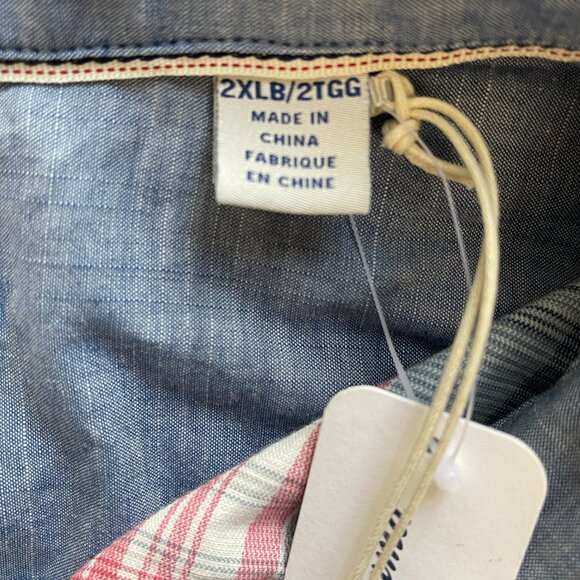 2XLB/2TGG
MADE IN
CHINA
FABRIQUE
EN CHINE